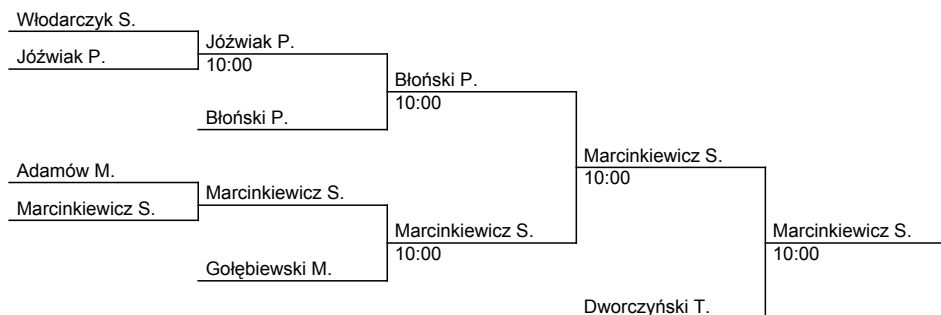 Włodarczyk S.
Jóźwiak P.
Jóźwiak P.
10:00
Błoński P.
Błoński P.
10:00
Adamów M.
Marcinkiewicz S.
Marcinkiewicz S.
Gołębiewski M.
Marcinkiewicz S.
10:00
Marcinkiewicz S.
10:00
Dworczyński T.
Marcinkiewicz S.
10:00